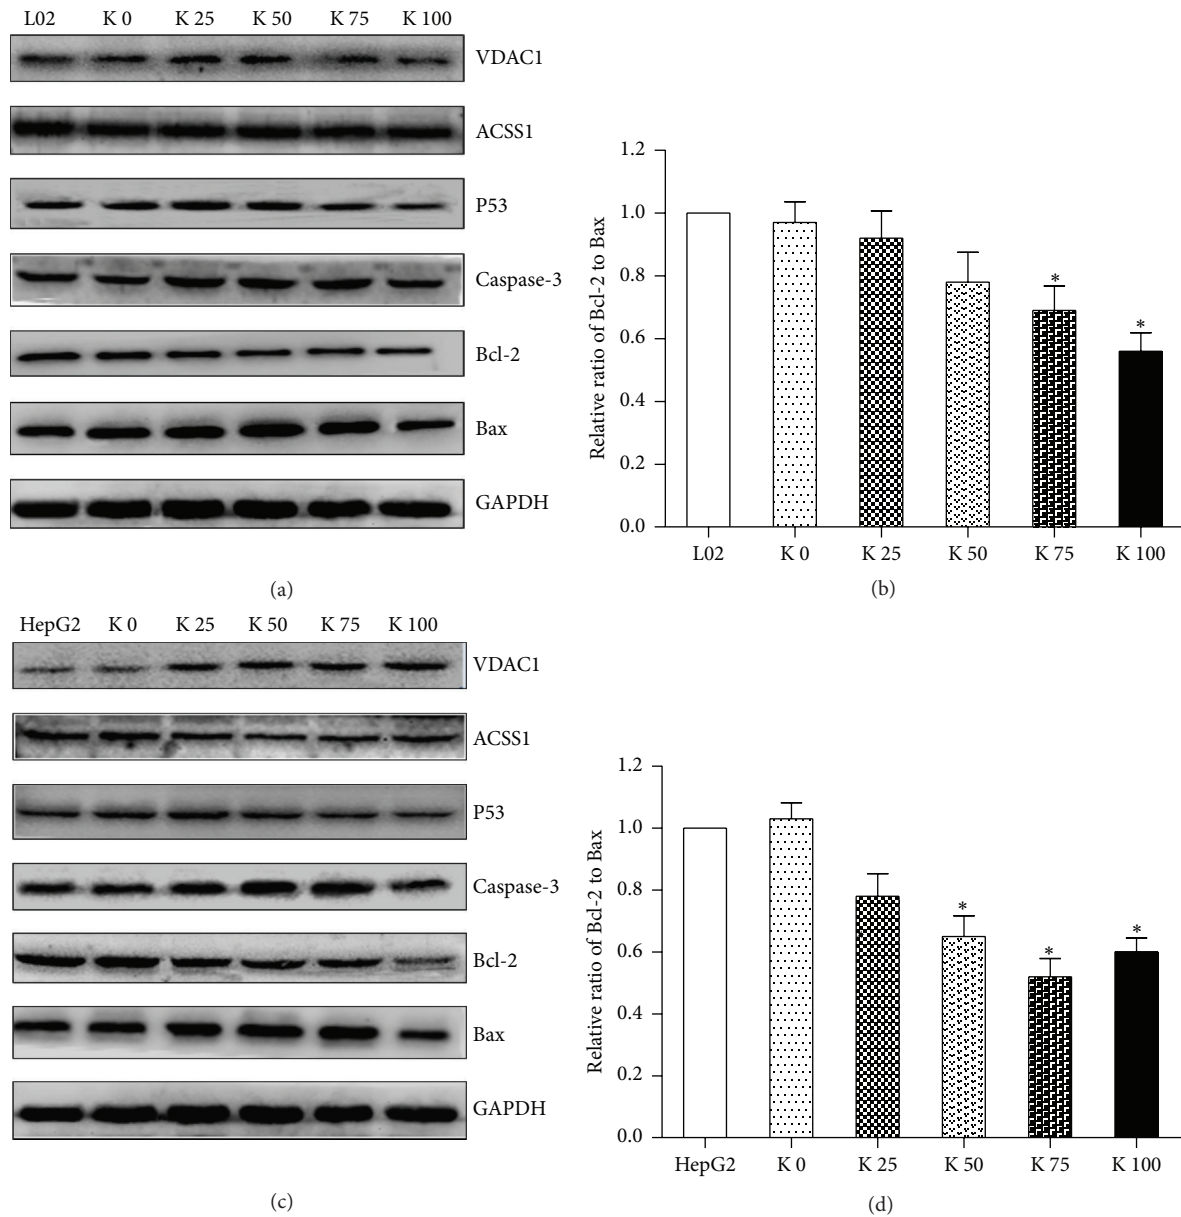 L02 K 0 K 25 K 50 K 75 K 100
VDAC1
ACSS1
P53
Caspase-3
Bcl-2
Bax
GAPDH
(a)
Relative ratio of Bcl-2 to Bax
1.2
1.0
0.8
0.6
0.4
0.2
0.0
*
*
L02 K 0 K 25 K 50 K 75 K 100
(b)
HepG2 K 0 K 25 K 50 K 75 K 100
VDAC1
ACSS1
P53
Caspase-3
Bcl-2
Bax
GAPDH
(c)
Relative ratio of Bcl-2 to Bax
1.2
1.0
0.8
0.6
0.4
0.2
0.0
*
*
*
HepG2 K 0 K 25 K 50 K 75 K 100
(d)